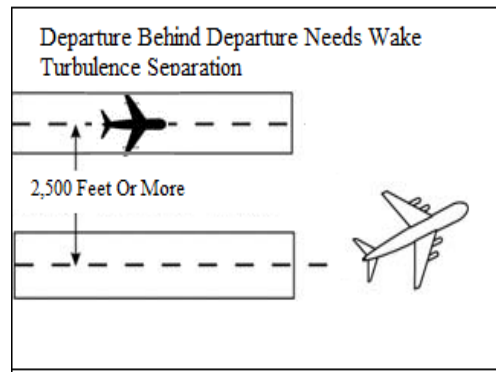 Departure Behind Departure Needs Wake
Turbulence Separation
2,500 Feet Or More